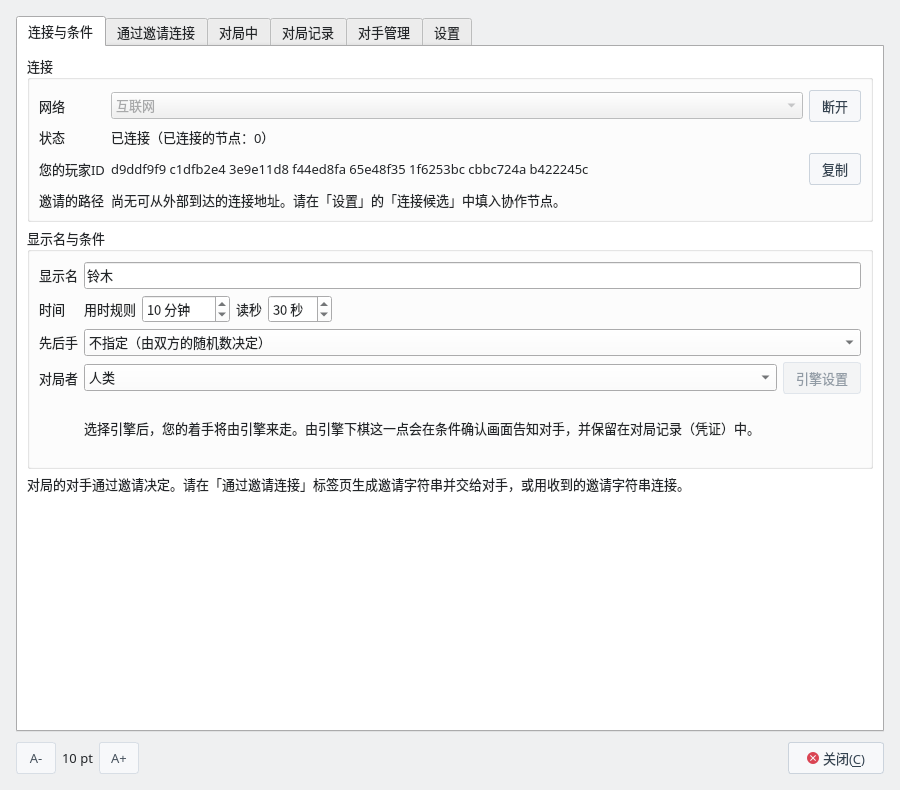 连接与条件 通过邀请连接 对局中 对局记录 对手管理 设置
连接
网络 互联网 断开
状态 已连接（已连接的节点：0）
您的玩家ID d9ddf9f9 c1dfb2e4 3e9e11d8 f44ed8fa 65e48f35 1f6253bc cbbc724a b422245c 复制
邀请的路径 尚无可从外部到达的连接地址。请在「设置」的「连接候选」中填入协作节点。
显示名与条件
显示名 铃木
时间 用时规则 10 分钟 读秒 30 秒
先后手 不指定（由双方的随机数决定）
对局者 人类 引擎设置
选择引擎后，您的着手将由引擎来走。由引擎下棋这一点会在条件确认画面告知对手，并保留在对局记录（凭证）中。
对局的对手通过邀请决定。请在「通过邀请连接」标签页生成邀请字符串并交给对手，或用收到的邀请字符串连接。
A- 10 pt A+ 关闭(C)